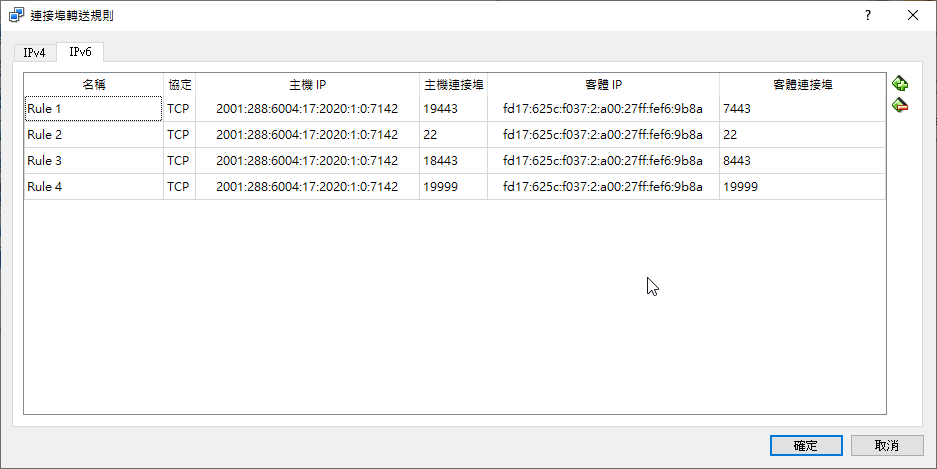 連接埠轉送規則
IPv4 IPv6
名稱 協定 主機 IP 主機連接埠 客體 IP 客體連接埠
Rule 1 TCP 2001:288:6004:17:2020:1:0:7142 19443 fd17:625c:f037:2:a00:27ff:fef6:9b8a 7443
Rule 2 TCP 2001:288:6004:17:2020:1:0:7142 22 fd17:625c:f037:2:a00:27ff:fef6:9b8a 22
Rule 3 TCP 2001:288:6004:17:2020:1:0:7142 18443 fd17:625c:f037:2:a00:27ff:fef6:9b8a 8443
Rule 4 TCP 2001:288:6004:17:2020:1:0:7142 19999 fd17:625c:f037:2:a00:27ff:fef6:9b8a 19999
確定 取消